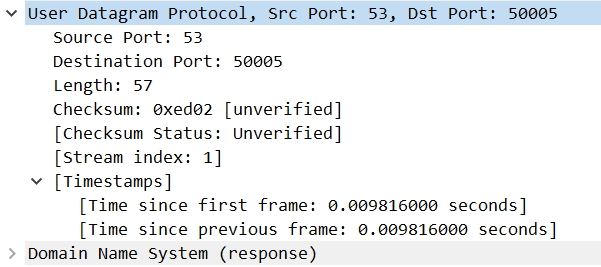 User Datagram Protocol, Src Port: 53, Dst Port: 50005
Source Port: 53
Destination Port: 50005
Length: 57
Checksum: 0xed02 [unverified]
[Checksum Status: Unverified]
[Stream index: 1]
[Timestamps]
[Time since first frame: 0.009816000 seconds]
[Time since previous frame: 0.009816000 seconds]
Domain Name System (response)